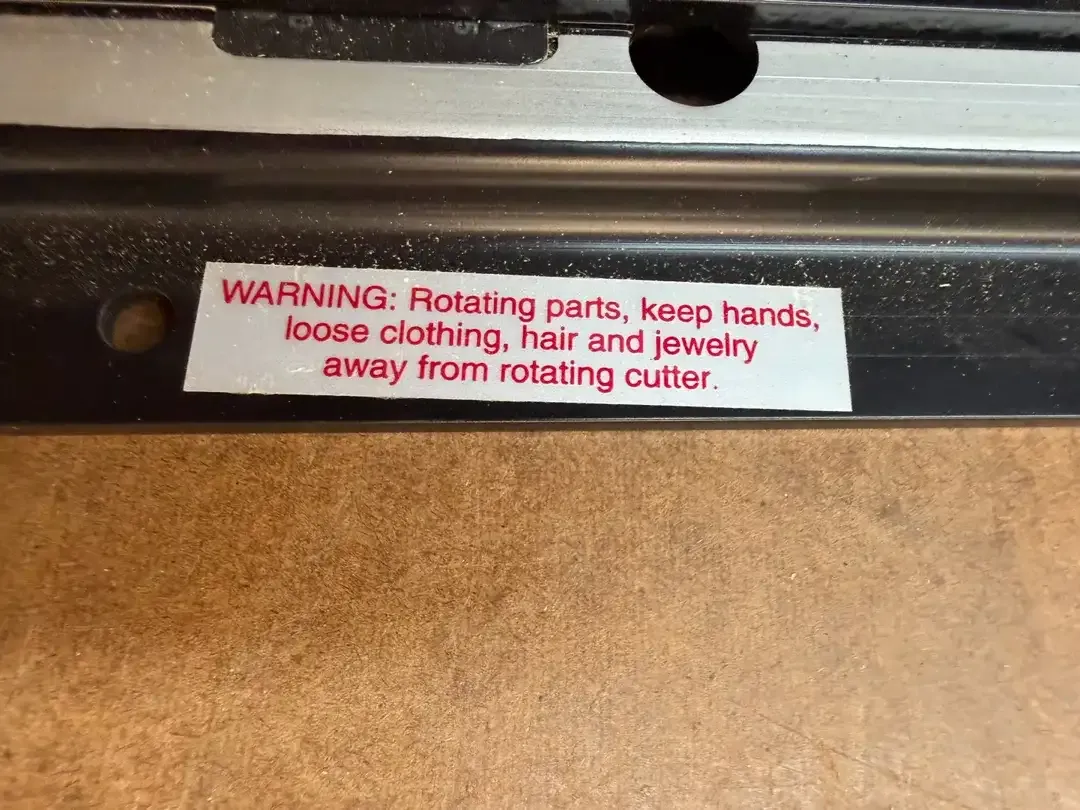 WARNING: Rotating parts, keep hands,
loose clothing, hair and jewelry
away from rotating cutter.